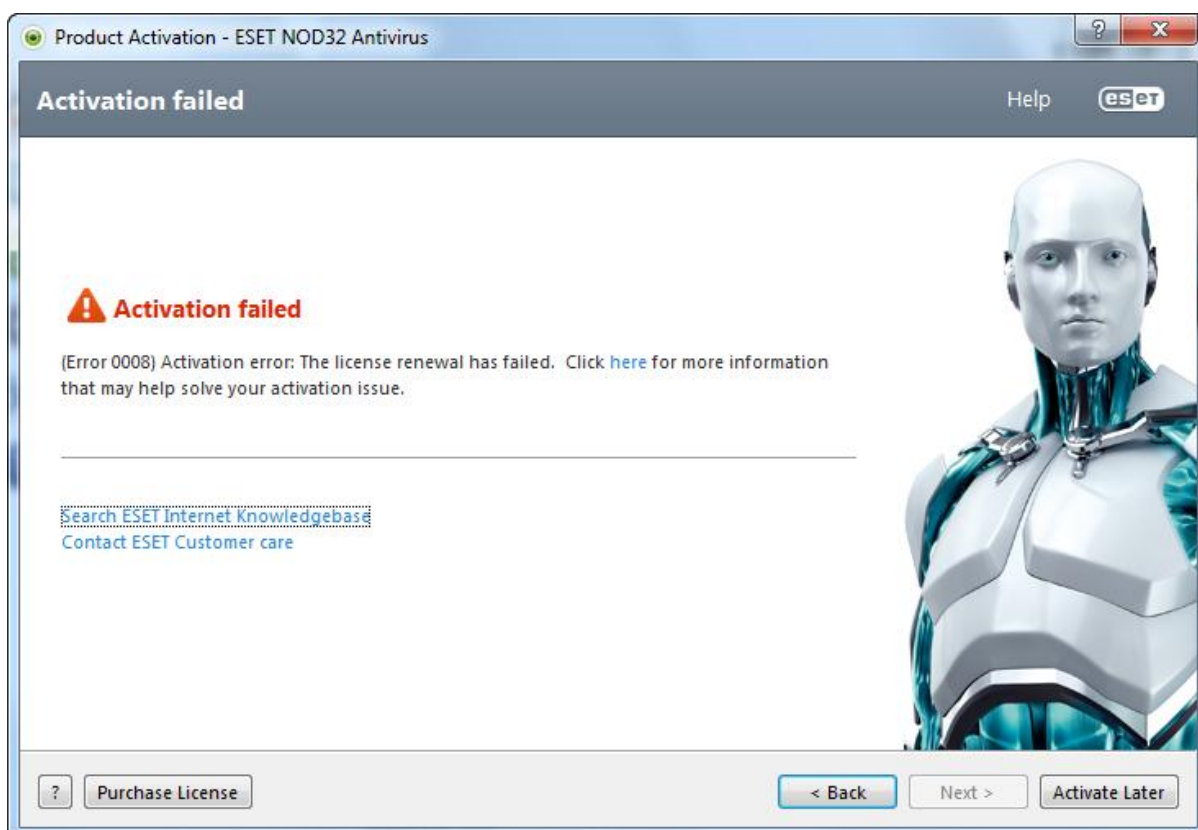 Product Activation - ESET NOD32 Antivirus
? X
Activation failed
Help
eset
Activation failed
(Error 0008) Activation error: The license renewal has failed.  Click here for more information
that may help solve your activation issue.
Search ESET Internet Knowledgebase
Contact ESET Customer care
? Purchase License < Back Next > Activate Later